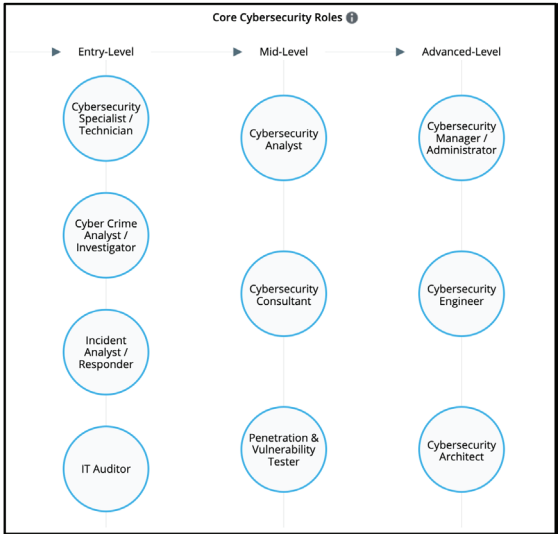 Core Cybersecurity Roles
Entry-Level
Mid-Level
Advanced-Level
Cybersecurity
Specialist /
Technician
Cyber Crime
Analyst /
Investigator
Incident
Analyst /
Responder
IT Auditor
Cybersecurity
Analyst
Cybersecurity
Consultant
Penetration &
Vulnerability
Tester
Cybersecurity
Manager /
Administrator
Cybersecurity
Engineer
Cybersecurity
Architect